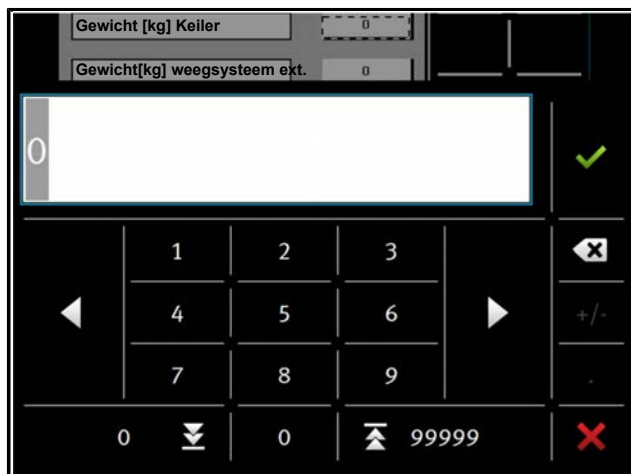 Gewicht [kg] Keiler 0
Gewicht[kg] weegsysteem ext. 0
0
1 2 3
4 5 6 +/-
7 8 9 .
0 0 99999